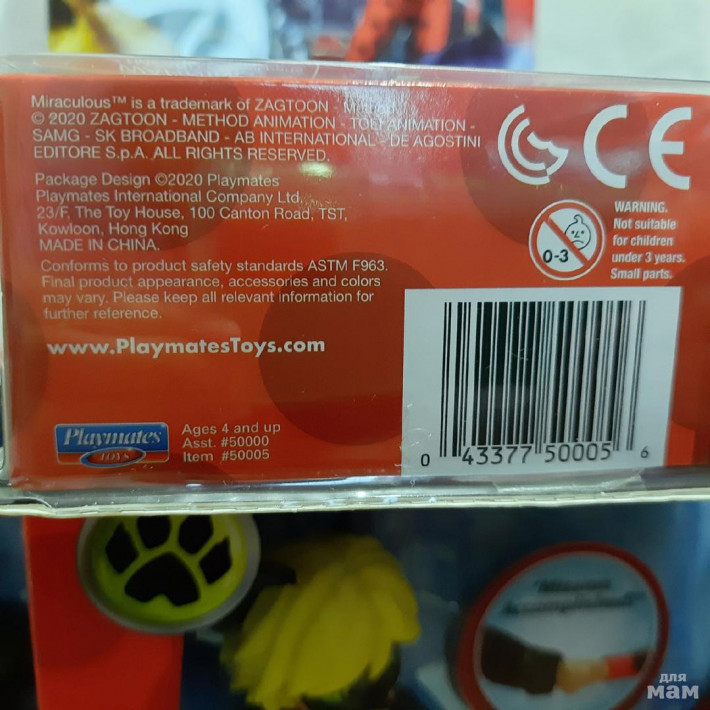 Miraculous™ is a trademark of ZAGTOON -
© 2020 ZAGTOON - METHOD ANIMATION - TOEI ANIMATION -
SAMG - SK BROADBAND - AB INTERNATIONAL - DE AGOSTINI
EDITORE S.p.A. ALL RIGHTS RESERVED.
Package Design ©2020 Playmates
Playmates International Company Ltd.
23/F, The Toy House, 100 Canton Road, TST,
Kowloon, Hong Kong
MADE IN CHINA.
Conforms to product safety standards ASTM F963.
Final product appearance, accessories and colors
may vary. Please keep all relevant information for
further reference.
www.PlaymatesToys.com
Playmates
TOYS
Ages 4 and up
Asst. #50000
Item #50005
CE
0-3
WARNING.
Not suitable
for children
under 3 years.
Small parts.
0 43377 50005 6
для
мам